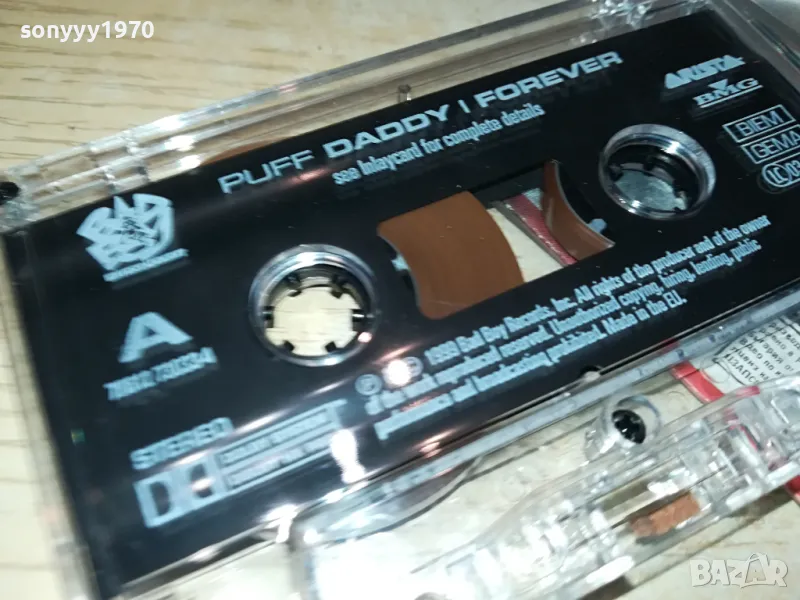 sonyyy1970
PUFF DADDY | FOREVER
see Inlaycard for complete details
ARISTA
BMG
BIEM
GEMA
LC
A
STEREO
℗ © 1999 Bad Boy Records, Inc. All rights of the producer and of the owner
of the work reproduced reserved. Unauthorized copying, hiring, lending, public
performance and broadcasting prohibited. Made in the E.U.
BAZAR